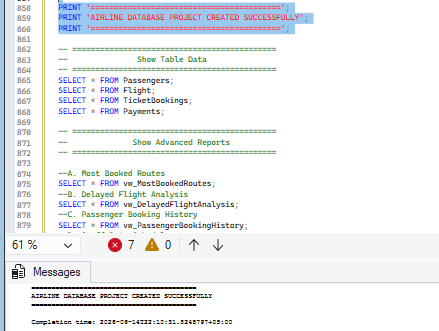 858 PRINT '==========================================';
859 PRINT 'AIRLINE DATABASE PROJECT CREATED SUCCESSFULLY';
860 PRINT '==========================================';
861
862 -- =============================================
863 -- Show Table Data
864 -- =============================================
865 SELECT * FROM Passengers;
866 SELECT * FROM Flight;
867 SELECT * FROM TicketBookings;
868 SELECT * FROM Payments;
869
870 -- =============================================
871 -- Show Advanced Reports
872 -- =============================================
873
874 --A. Most Booked Routes
875 SELECT * FROM vw_MostBookedRoutes;
876 --B. Delayed Flight Analysis
877 SELECT * FROM vw_DelayedFlightAnalysis;
878 --C. Passenger Booking History
879 SELECT * FROM vw_PassengerBookingHistory;
61 % 7 0 ↑ ↓
Messages
==========================================
AIRLINE DATABASE PROJECT CREATED SUCCESSFULLY
==========================================
Completion time: 2026-06-14T22:10:31.5248787+05:00